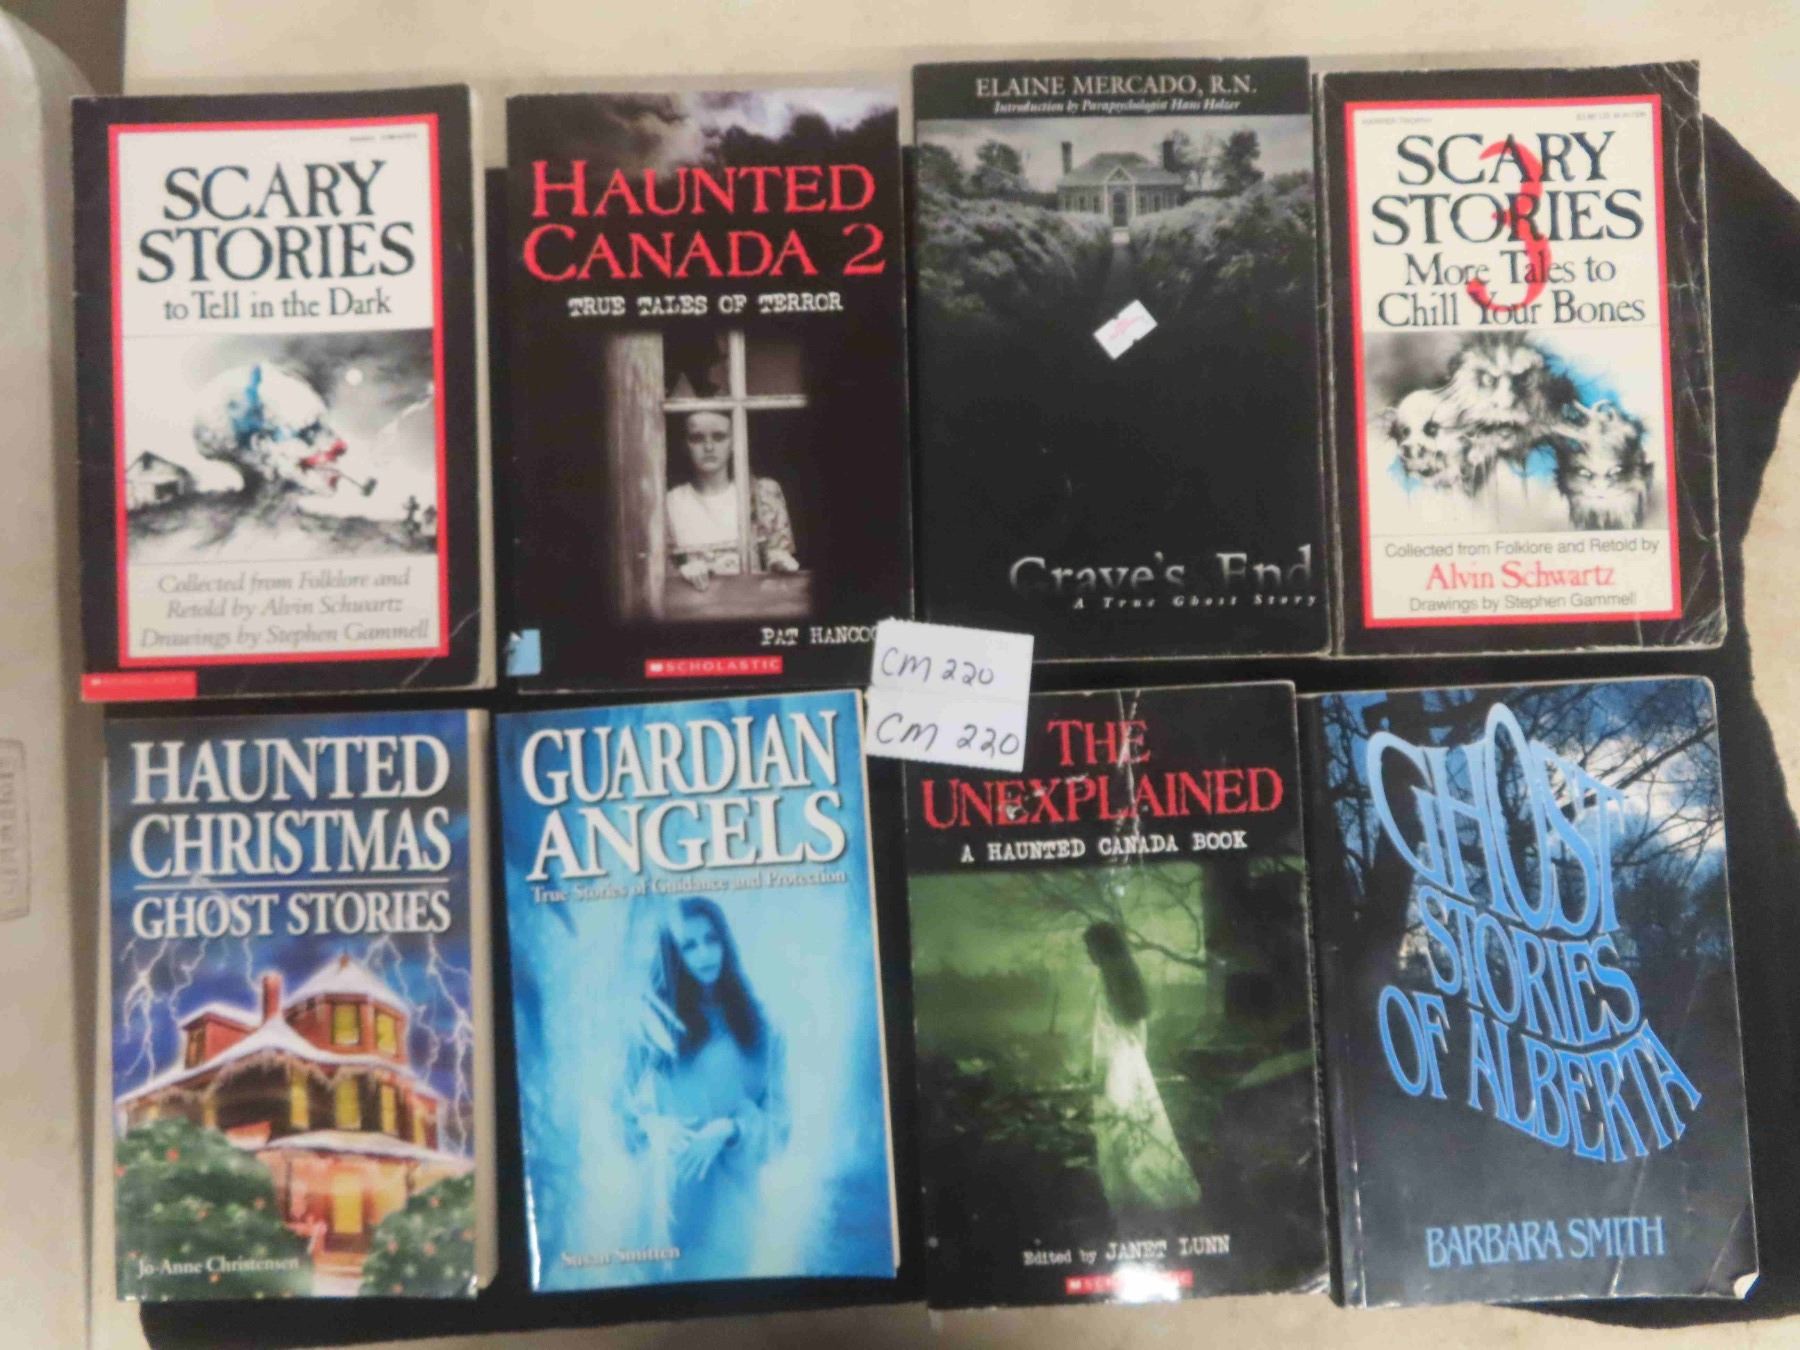 SCARY
STORIES
to Tell in the Dark
Collected from Folklore and
Retold by Alvin Schwartz
Drawings by Stephen Gammell
HAUNTED
CANADA 2
TRUE TALES OF TERROR
PAT HANCOC
SCHOLASTIC
ELAINE MERCADO, R.N.
Introduction by Parapsychologist Hans Holzer
Grave's End
A True Ghost Story
3
SCARY
STORIES
More Tales to
Chill Your Bones
Collected from Folklore and Retold by
Alvin Schwartz
Drawings by Stephen Gammell
CM 220
CM 220
HAUNTED
CHRISTMAS
GHOST STORIES
Jo-Anne Christensen
GUARDIAN
ANGELS
True Stories of Guidance and Protection
Susan Smitten
THE
UNEXPLAINED
A HAUNTED CANADA BOOK
Edited by JANET LUNN
GHOST
STORIES
OF ALBERTA
BARBARA SMITH